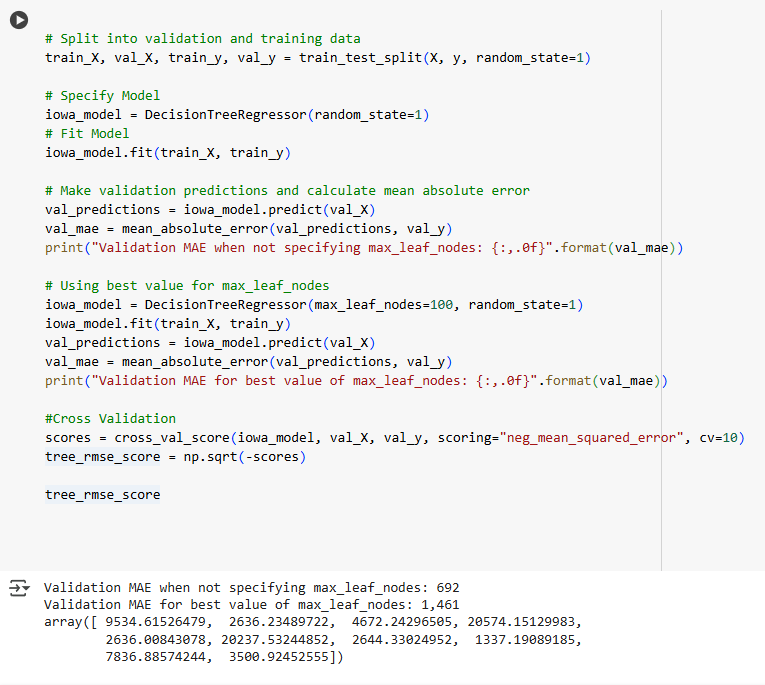 # Split into validation and training data
train_X, val_X, train_y, val_y = train_test_split(X, y, random_state=1)
# Specify Model
iowa_model = DecisionTreeRegressor(random_state=1)
# Fit Model
iowa_model.fit(train_X, train_y)
# Make validation predictions and calculate mean absolute error
val_predictions = iowa_model.predict(val_X)
val_mae = mean_absolute_error(val_predictions, val_y)
print("Validation MAE when not specifying max_leaf_nodes: {:,.0f}".format(val_mae))
# Using best value for max_leaf_nodes
iowa_model = DecisionTreeRegressor(max_leaf_nodes=100, random_state=1)
iowa_model.fit(train_X, train_y)
val_predictions = iowa_model.predict(val_X)
val_mae = mean_absolute_error(val_predictions, val_y)
print("Validation MAE for best value of max_leaf_nodes: {:,.0f}".format(val_mae))
#Cross Validation
scores = cross_val_score(iowa_model, val_X, val_y, scoring="neg_mean_squared_error", cv=10)
tree_rmse_score = np.sqrt(-scores)
tree_rmse_score
Validation MAE when not specifying max_leaf_nodes: 692
Validation MAE for best value of max_leaf_nodes: 1,461
array([ 9534.61526479,  2636.23489722,  4672.24296505, 20574.15129983,
2636.00843078, 20237.53244852,  2644.33024952,  1337.19089185,
7836.88574244,  3500.92452555])